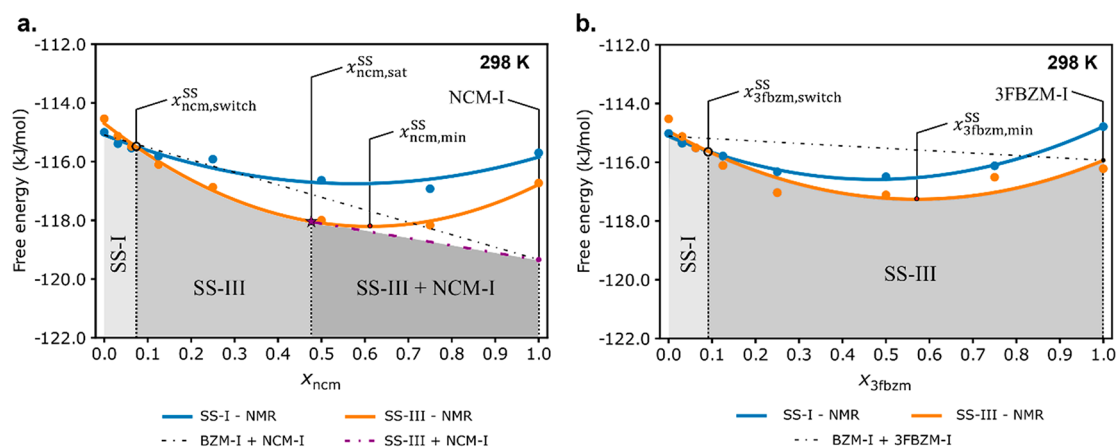 a.
-112.0
-114.0
-116.0
-118.0
-120.0
-122.0
Free energy (kJ/mol)
298 K
x^SS_ncm,sat
x^SS_ncm,switch
NCM-I
x^SS_ncm,min
SS-I
SS-III
SS-III + NCM-I
0.0 0.1 0.2 0.3 0.4 0.5 0.6 0.7 0.8 0.9 1.0
x_ncm
SS-I - NMR
SS-III - NMR
BZM-I + NCM-I
SS-III + NCM-I
b.
-112.0
-114.0
-116.0
-118.0
-120.0
-122.0
Free energy (kJ/mol)
298 K
x^SS_3fbzm,switch
3FBZM-I
x^SS_3fbzm,min
SS-I
SS-III
0.0 0.1 0.2 0.3 0.4 0.5 0.6 0.7 0.8 0.9 1.0
x_3fbzm
SS-I - NMR
SS-III - NMR
BZM-I + 3FBZM-I